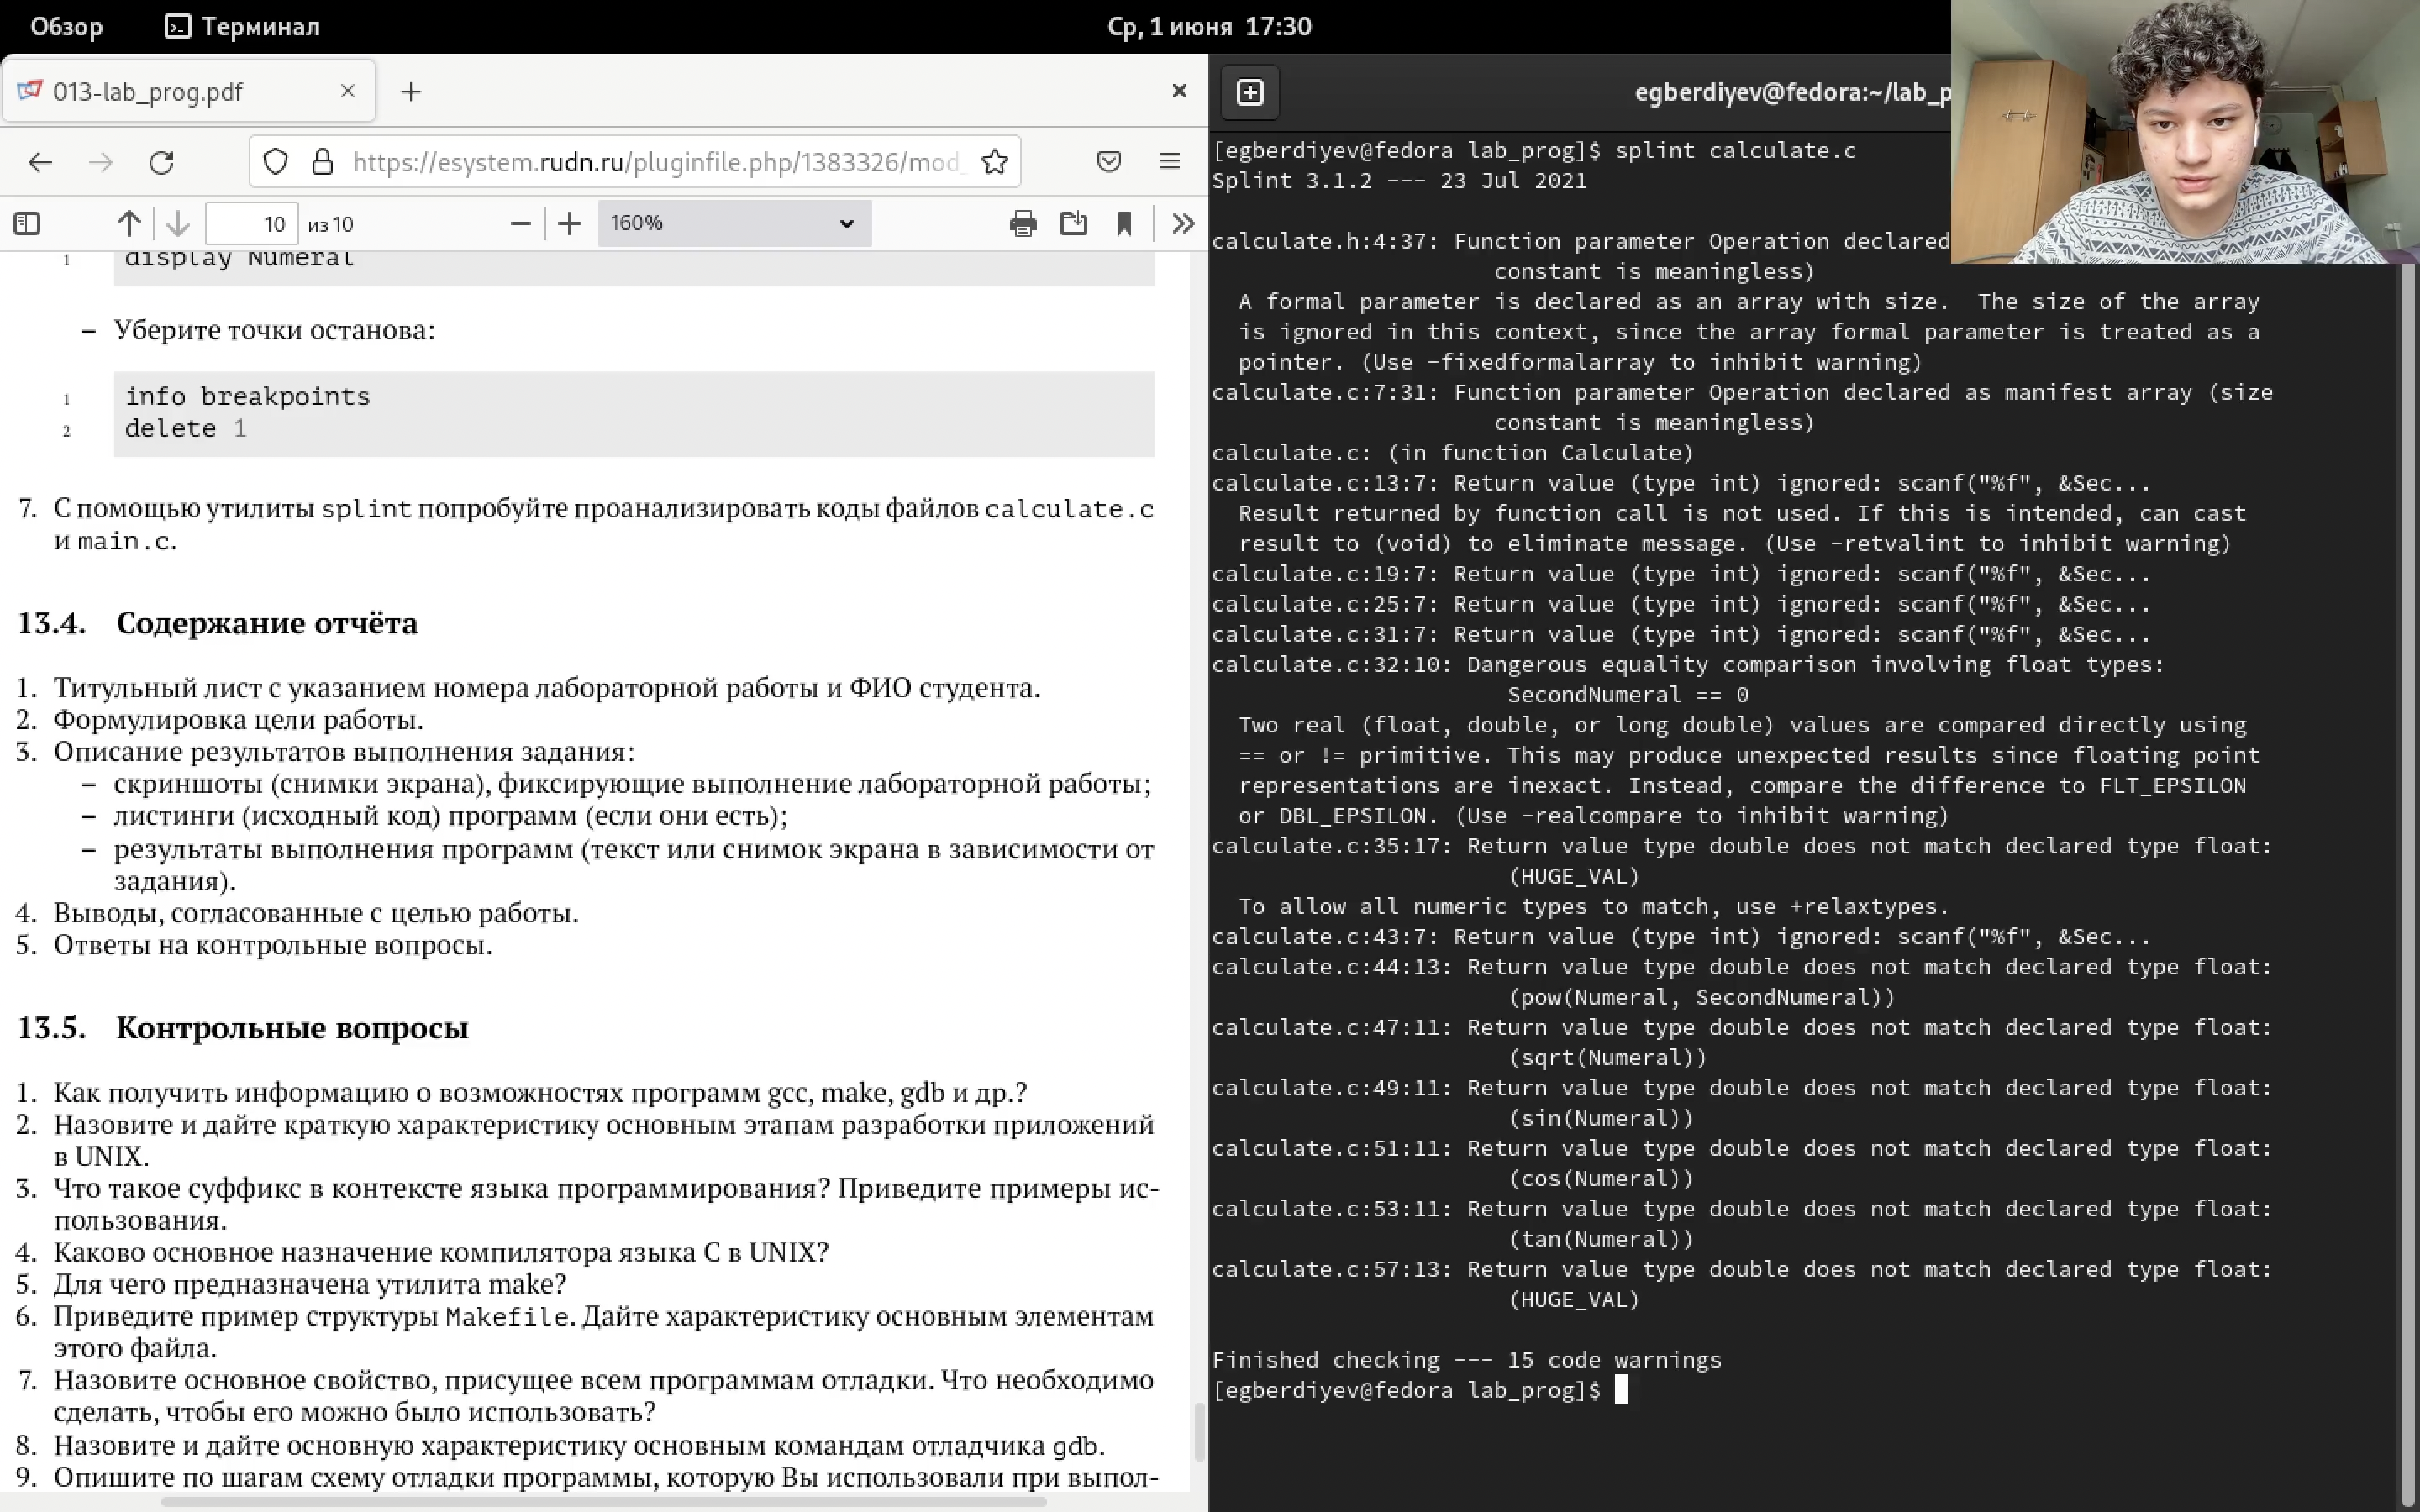 Обзор
Терминал
Ср, 1 июня 17:30
013-lab_prog.pdf
https://esystem.rudn.ru/pluginfile.php/1383326/mod_
10 из 10
160%
1 display Numeral
– Уберите точки останова:
1 info breakpoints
2 delete 1
7. С помощью утилиты splint попробуйте проанализировать коды файлов calculate.c
и main.c.
13.4. Содержание отчёта
1. Титульный лист с указанием номера лабораторной работы и ФИО студента.
2. Формулировка цели работы.
3. Описание результатов выполнения задания:
– скриншоты (снимки экрана), фиксирующие выполнение лабораторной работы;
– листинги (исходный код) программ (если они есть);
– результаты выполнения программ (текст или снимок экрана в зависимости от
задания).
4. Выводы, согласованные с целью работы.
5. Ответы на контрольные вопросы.
13.5. Контрольные вопросы
1. Как получить информацию о возможностях программ gcc, make, gdb и др.?
2. Назовите и дайте краткую характеристику основным этапам разработки приложений
в UNIX.
3. Что такое суффикс в контексте языка программирования? Приведите примеры ис-
пользования.
4. Каково основное назначение компилятора языка С в UNIX?
5. Для чего предназначена утилита make?
6. Приведите пример структуры Makefile. Дайте характеристику основным элементам
этого файла.
7. Назовите основное свойство, присущее всем программам отладки. Что необходимо
сделать, чтобы его можно было использовать?
8. Назовите и дайте основную характеристику основным командам отладчика gdb.
9. Опишите по шагам схему отладки программы, которую Вы использовали при выпол-
egberdiyev@fedora:~/lab_p
[egberdiyev@fedora lab_prog]$ splint calculate.c
Splint 3.1.2 --- 23 Jul 2021
calculate.h:4:37: Function parameter Operation declared
constant is meaningless)
A formal parameter is declared as an array with size.  The size of the array
is ignored in this context, since the array formal parameter is treated as a
pointer. (Use -fixedformalarray to inhibit warning)
calculate.c:7:31: Function parameter Operation declared as manifest array (size
constant is meaningless)
calculate.c: (in function Calculate)
calculate.c:13:7: Return value (type int) ignored: scanf("%f", &Sec...
Result returned by function call is not used. If this is intended, can cast
result to (void) to eliminate message. (Use -retvalint to inhibit warning)
calculate.c:19:7: Return value (type int) ignored: scanf("%f", &Sec...
calculate.c:25:7: Return value (type int) ignored: scanf("%f", &Sec...
calculate.c:31:7: Return value (type int) ignored: scanf("%f", &Sec...
calculate.c:32:10: Dangerous equality comparison involving float types:
SecondNumeral == 0
Two real (float, double, or long double) values are compared directly using
== or != primitive. This may produce unexpected results since floating point
representations are inexact. Instead, compare the difference to FLT_EPSILON
or DBL_EPSILON. (Use -realcompare to inhibit warning)
calculate.c:35:17: Return value type double does not match declared type float:
(HUGE_VAL)
To allow all numeric types to match, use +relaxtypes.
calculate.c:43:7: Return value (type int) ignored: scanf("%f", &Sec...
calculate.c:44:13: Return value type double does not match declared type float:
(pow(Numeral, SecondNumeral))
calculate.c:47:11: Return value type double does not match declared type float:
(sqrt(Numeral))
calculate.c:49:11: Return value type double does not match declared type float:
(sin(Numeral))
calculate.c:51:11: Return value type double does not match declared type float:
(cos(Numeral))
calculate.c:53:11: Return value type double does not match declared type float:
(tan(Numeral))
calculate.c:57:13: Return value type double does not match declared type float:
(HUGE_VAL)
Finished checking --- 15 code warnings
[egberdiyev@fedora lab_prog]$